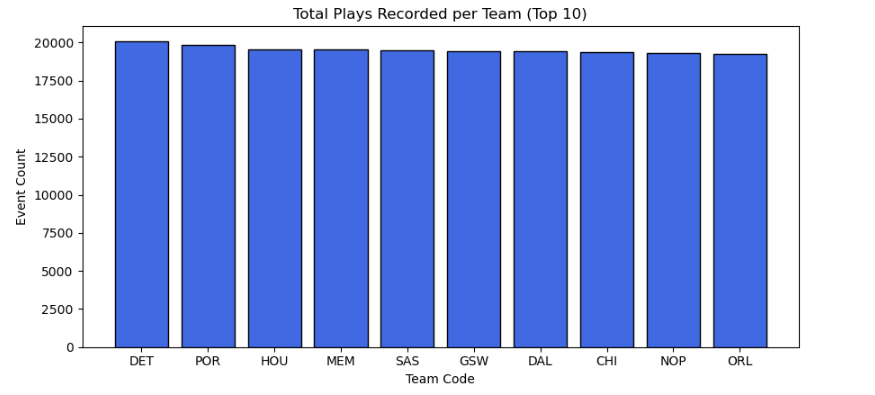 Total Plays Recorded per Team (Top 10)
20000
17500
15000
12500
10000
7500
5000
2500
0
Event Count
DET POR HOU MEM SAS GSW DAL CHI NOP ORL
Team Code